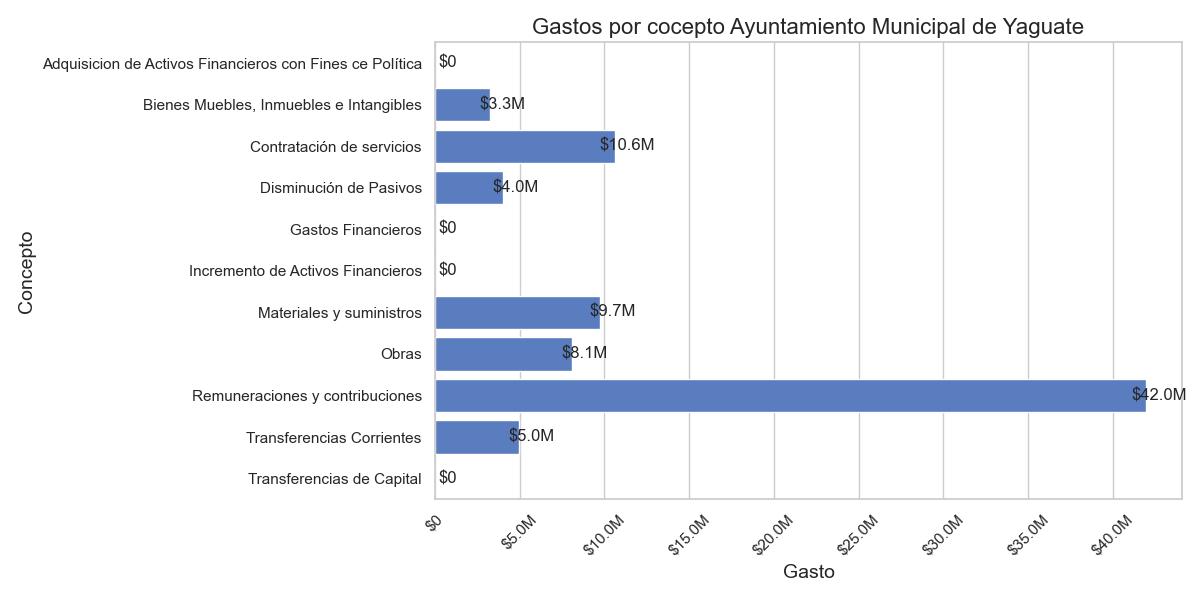 Gastos por cocepto Ayuntamiento Municipal de Yaguate
Concepto
Adquisicion de Activos Financieros con Fines ce Política $0
Bienes Muebles, Inmuebles e Intangibles $3.3M
Contratación de servicios $10.6M
Disminución de Pasivos $4.0M
Gastos Financieros $0
Incremento de Activos Financieros $0
Materiales y suministros $9.7M
Obras $8.1M
Remuneraciones y contribuciones $42.0M
Transferencias Corrientes $5.0M
Transferencias de Capital $0
$0 $5.0M $10.0M $15.0M $20.0M $25.0M $30.0M $35.0M $40.0M
Gasto